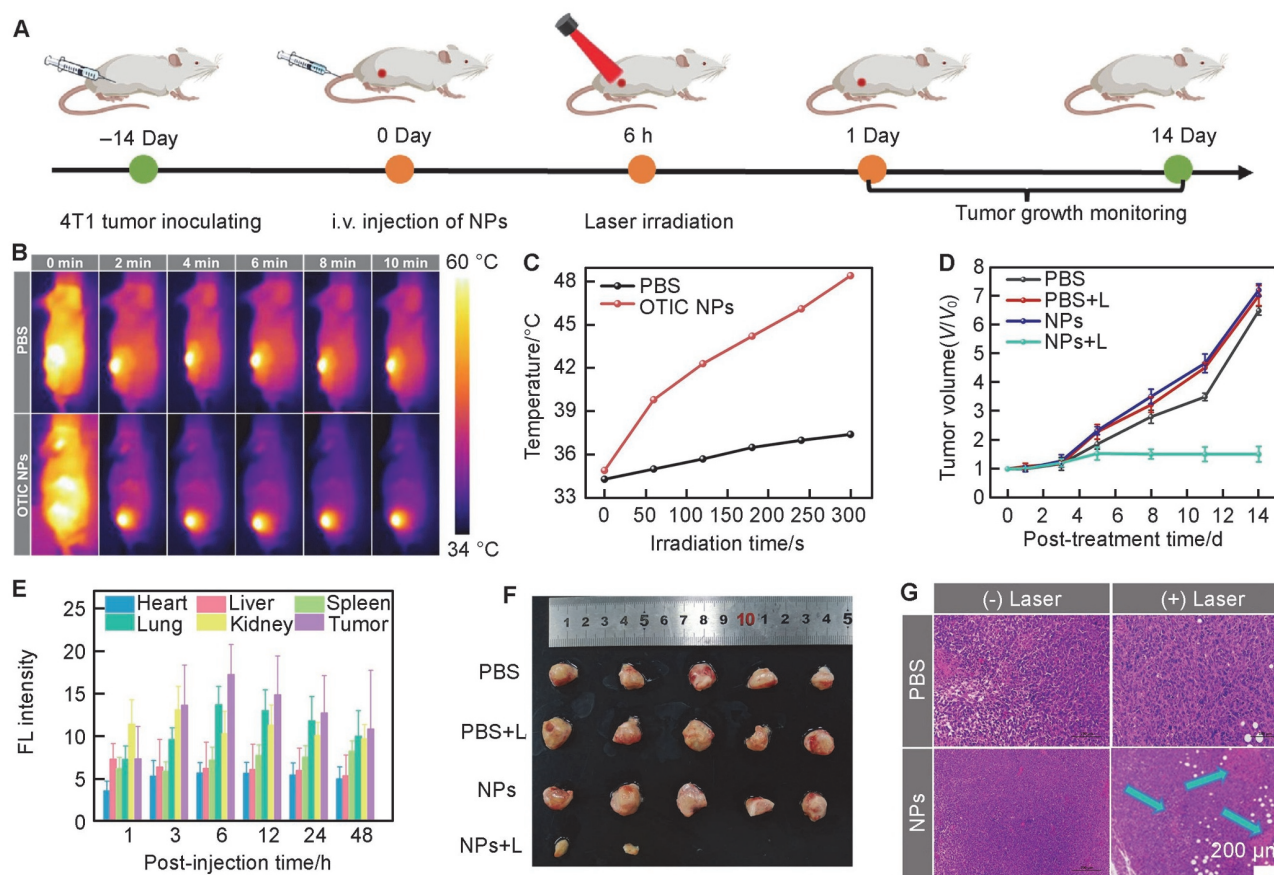 A
–14 Day
0 Day
6 h
1 Day
14 Day
4T1 tumor inoculating
i.v. injection of NPs
Laser irradiation
Tumor growth monitoring
B
0 min 2 min 4 min 6 min 8 min 10 min
PBS
OTIC NPs
60 °C
34 °C
C
PBS
OTIC NPs
48
45
42
39
36
33
Temperature/°C
0 50 100 150 200 250 300
Irradiation time/s
D
PBS
PBS+L
NPs
NPs+L
8
7
6
5
4
3
2
1
0
Tumor volume(V/V0)
0 2 4 6 8 11 14
Post-treatment time/d
E
Heart Liver Spleen
Lung Kidney Tumor
25
20
15
10
5
0
FL intensity
1 3 6 12 24 48
Post-injection time/h
F
1 2 3 4 5 6 7 8 9 10 1 2 3 4 5
PBS
PBS+L
NPs
NPs+L
G
(-) Laser
(+) Laser
PBS
NPs
200 μm